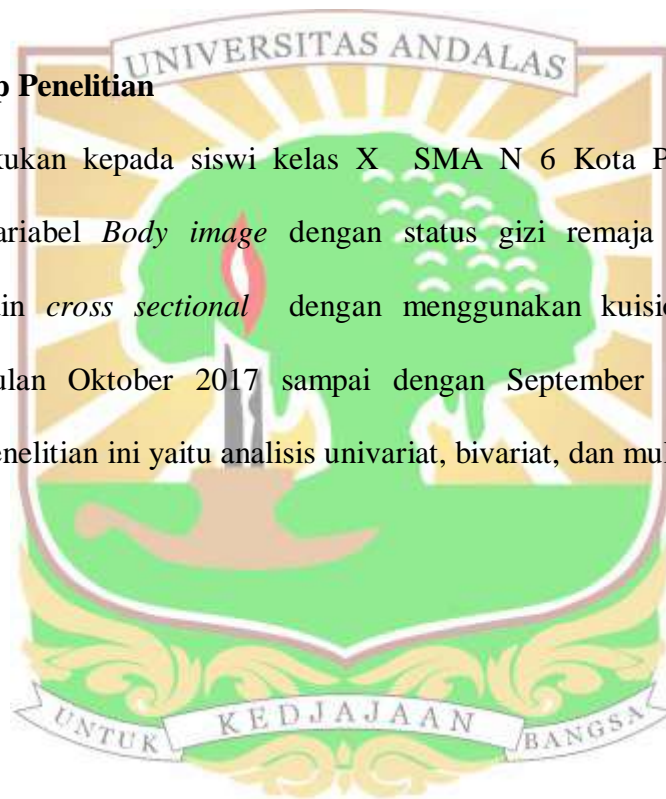 UNIVERSITAS ANDALAS
p Penelitian
kukan kepada siswi kelas X SMA N 6 Kota P
ariabel Body image dengan status gizi remaja
in cross sectional dengan menggunakan kuisio
ulan Oktober 2017 sampai dengan September
enelitian ini yaitu analisis univariat, bivariat, dan mul
UNTUK KEDJAJAAN BANGSA